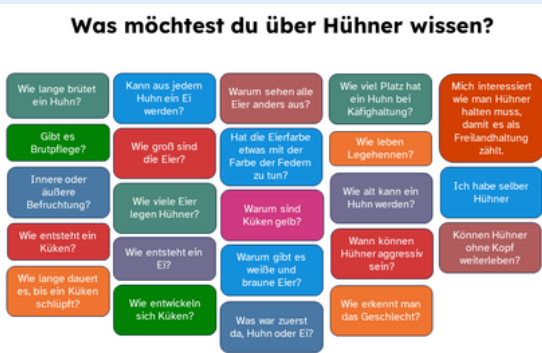 Was möchtest du über Hühner wissen?
Wie lange brütet
ein Huhn?
Gibt es
Brutpflege?
Innere oder
äußere
Befruchtung?
Wie entsteht ein
Küken?
Wie lange dauert
es, bis ein Küken
schlüpft?
Kann aus jedem
Huhn ein Ei
werden?
Wie groß sind
die Eier?
Wie viele Eier
legen Hühner?
Wie entsteht ein
Ei?
Wie entwickeln
sich Küken?
Warum sehen alle
Eier anders aus?
Hat die Eierfarbe
etwas mit der
Farbe der Federn
zu tun?
Warum sind
Küken gelb?
Warum gibt es
weiße und
braune Eier?
Was war zuerst
da, Huhn oder Ei?
Wie viel Platz hat
ein Huhn bei
Käfighaltung?
Wie leben
Legehennen?
Wie alt kann ein
Huhn werden?
Wann können
Hühner aggressiv
sein?
Wie erkennt man
das Geschlecht?
Mich interessiert
wie man Hühner
halten muss,
damit es als
Freilandhaltung
zählt.
Ich habe selber
Hühner
Können Hühner
ohne Kopf
weiterleben?